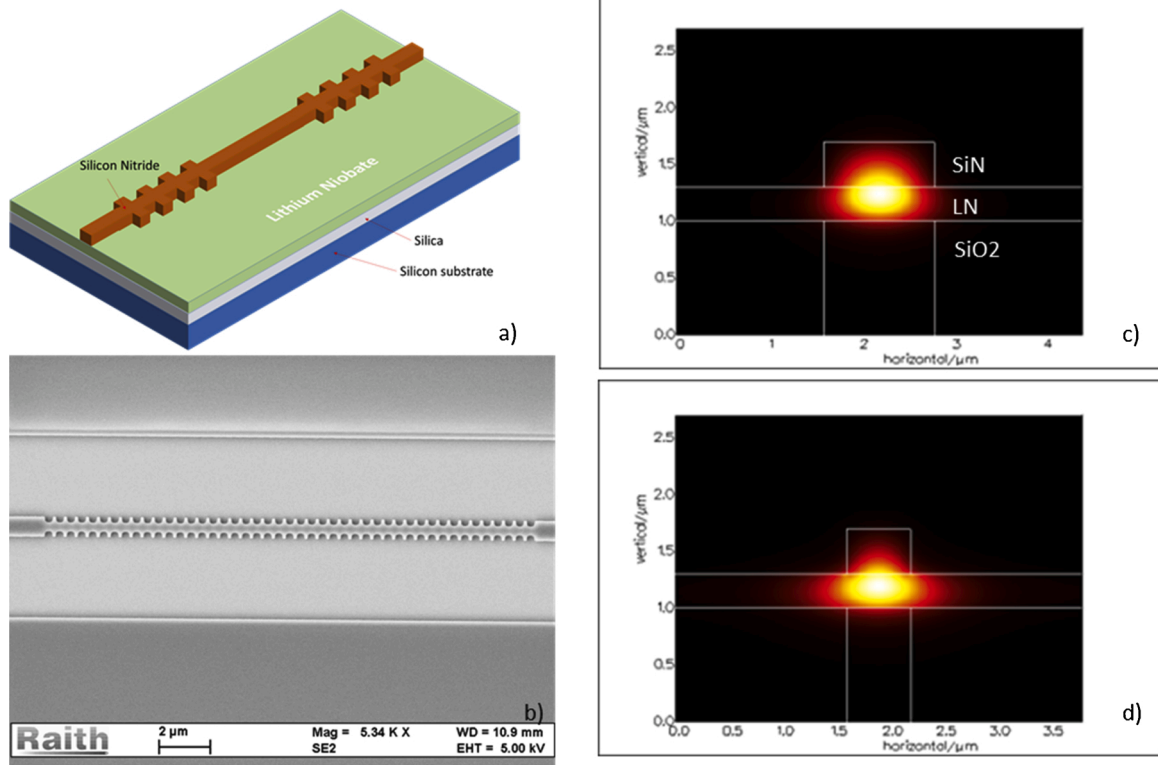 Silicon Nitride
Lithium Niobate
Silica
Silicon substrate
a)
b)
Raith
2 µm
Mag = 5.34 K X
SE2
WD = 10.9 mm
EHT = 5.00 kV
vertical/µm
2.5
2.0
1.5
1.0
0.5
0.0
SiN
LN
SiO2
0 1 2 3 4
horizontal/µm
c)
vertical/µm
2.5
2.0
1.5
1.0
0.5
0.0
0.0 0.5 1.0 1.5 2.0 2.5 3.0 3.5
horizontal/µm
d)